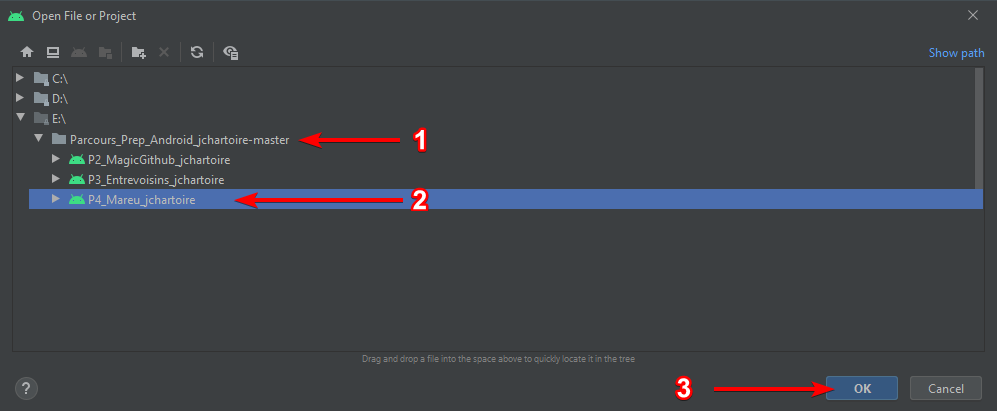 Open File or Project
Show path
C:\
D:\
E:\
Parcours_Prep_Android_jchartoire-master 1
P2_MagicGithub_jchartoire
P3_Entrevoisins_jchartoire
P4_Mareu_jchartoire 2
Drag and drop a file into the space above to quickly locate it in the tree
? 3 OK Cancel